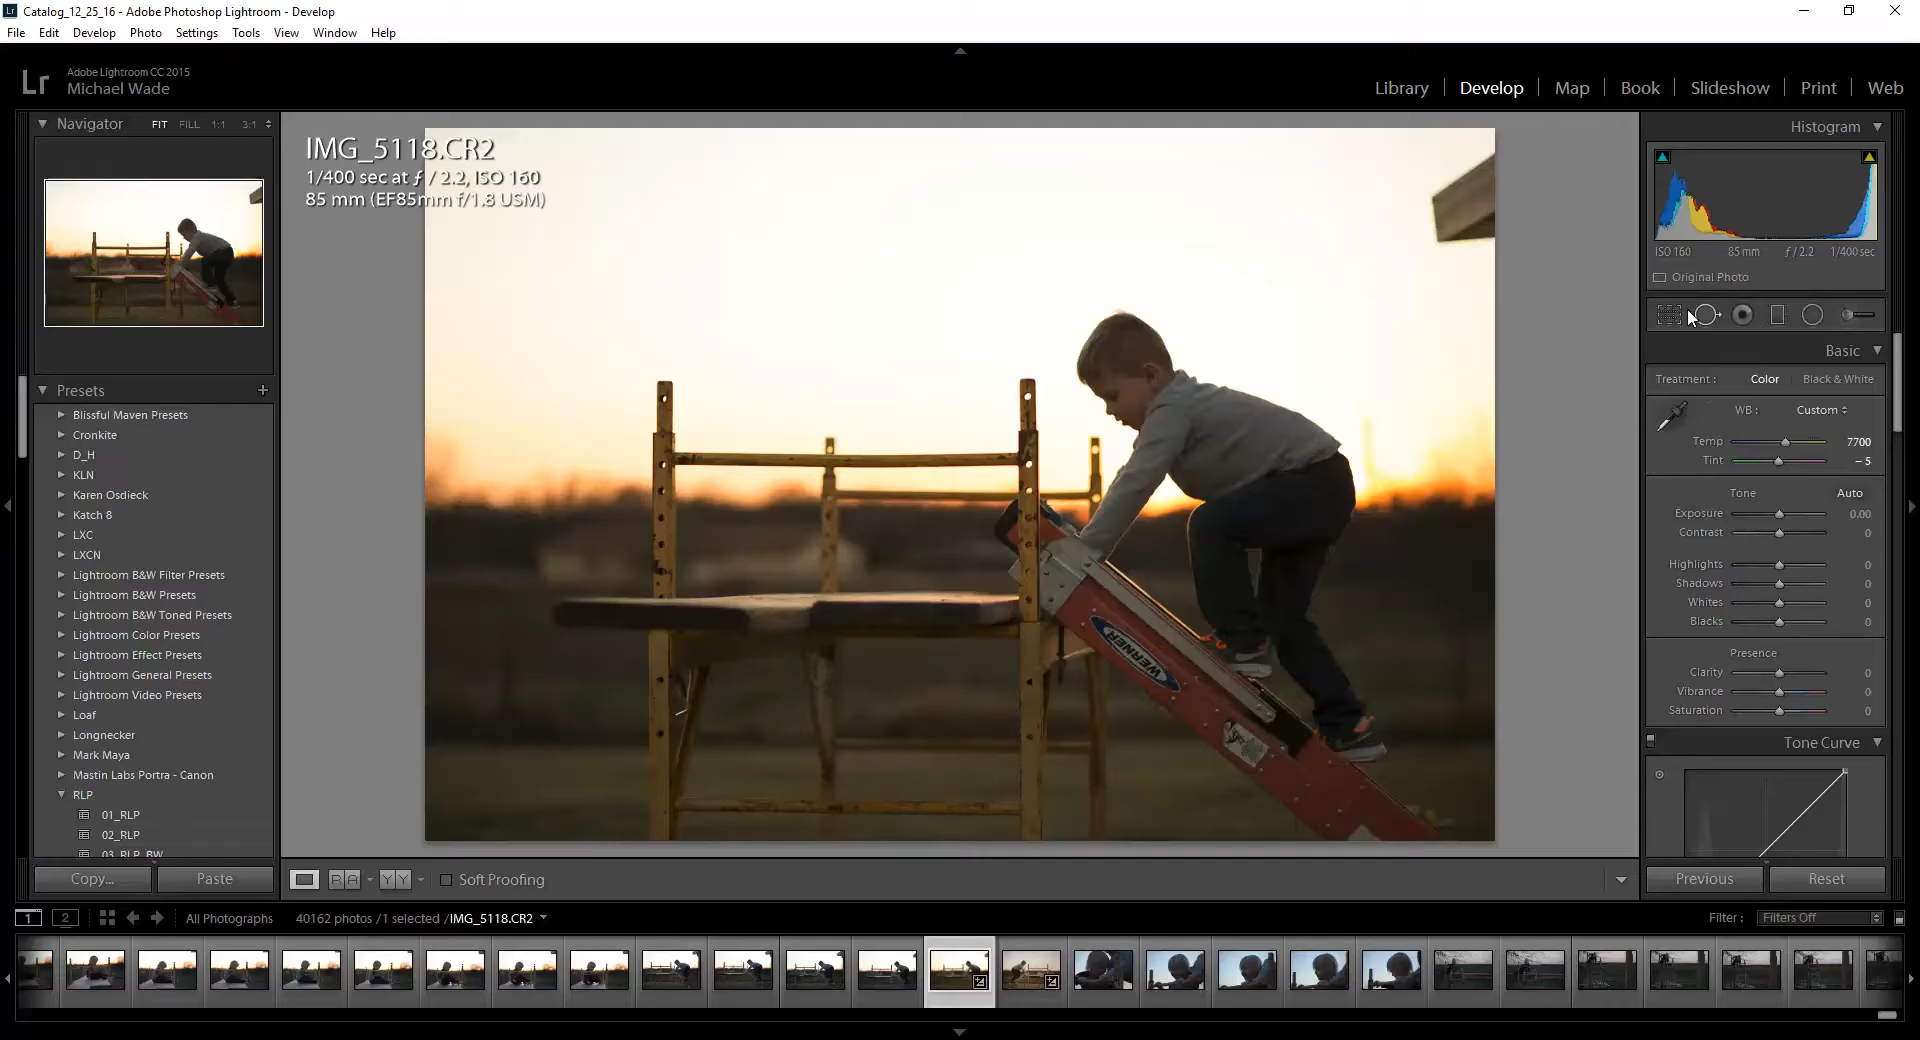 Catalog_12_25_16 - Adobe Photoshop Lightroom - Develop
File Edit Develop Photo Settings Tools View Window Help
Lr
Adobe Lightroom CC 2015
Michael Wade
Library Develop Map Book Slideshow Print Web
Navigator FIT FILL 1:1 3:1
Presets +
Blissful Maven Presets
Cronkite
D_H
KLN
Karen Osdieck
Katch 8
LXC
LXCN
Lightroom B&W Filter Presets
Lightroom B&W Presets
Lightroom B&W Toned Presets
Lightroom Color Presets
Lightroom Effect Presets
Lightroom General Presets
Lightroom Video Presets
Loaf
Longnecker
Mark Maya
Mastin Labs Portra - Canon
RLP
01_RLP
02_RLP
03_RLP_BW
Copy... Paste
IMG_5118.CR2
1/400 sec at ƒ / 2.2, ISO 160
85 mm (EF85mm f/1.8 USM)
WERNER
Histogram
ISO 160 85 mm ƒ / 2.2 1/400 sec
Original Photo
Basic
Treatment : Color Black & White
WB : Custom
Temp 7700
Tint – 5
Tone Auto
Exposure 0.00
Contrast 0
Highlights 0
Shadows 0
Whites 0
Blacks 0
Presence
Clarity 0
Vibrance 0
Saturation 0
Tone Curve
Previous Reset
R A Y Y Soft Proofing
1 2 All Photographs 40162 photos /1 selected /IMG_5118.CR2 Filter : Filters Off